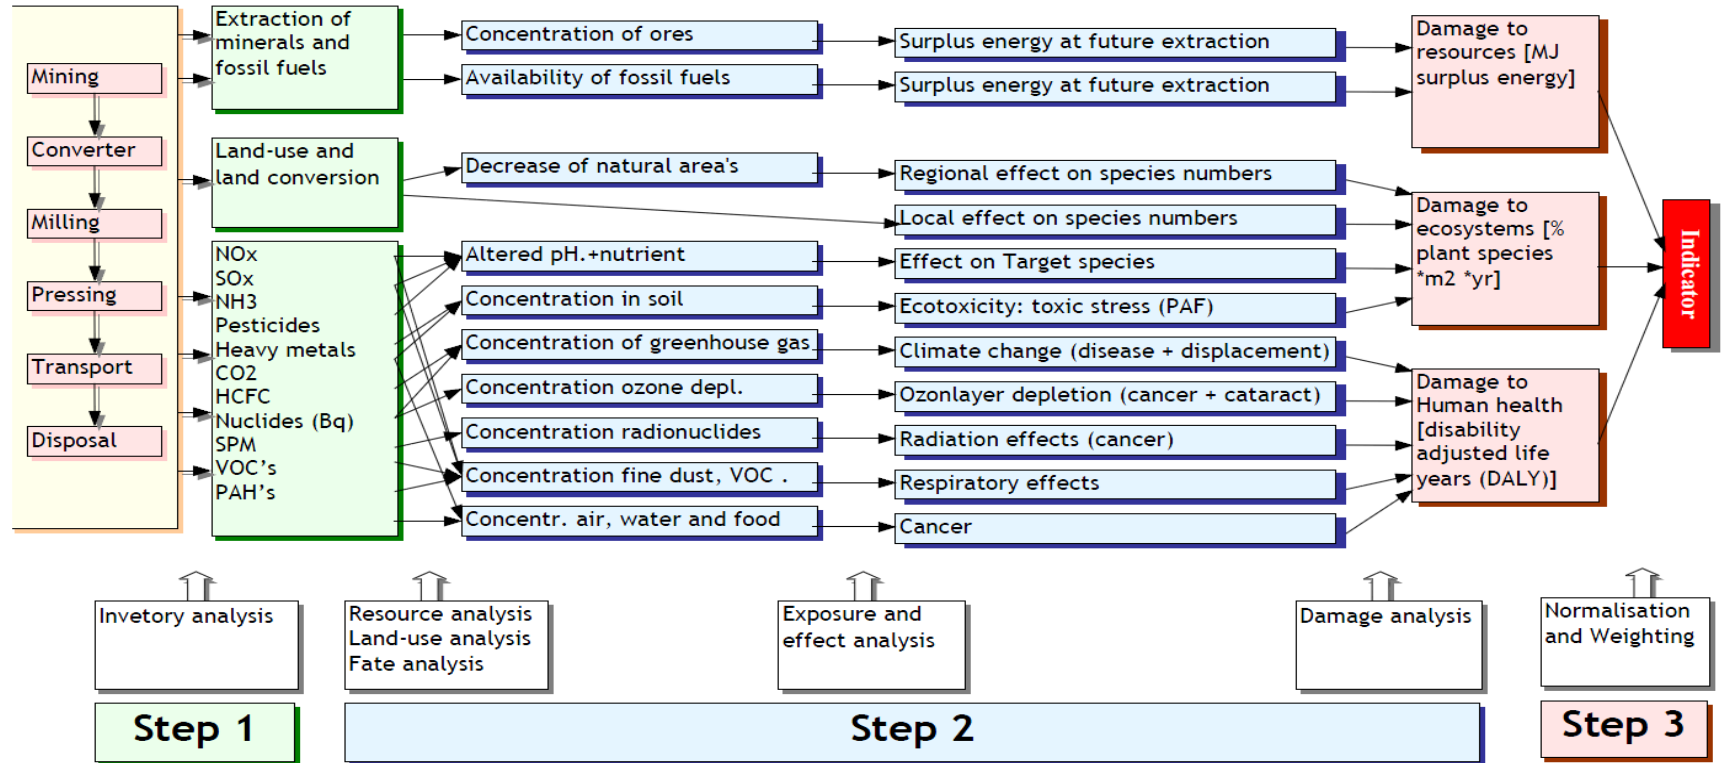 Mining
Converter
Milling
Pressing
Transport
Disposal
Extraction of
minerals and
fossil fuels
Land-use and
land conversion
NOx
SOx
NH3
Pesticides
Heavy metals
CO2
HCFC
Nuclides (Bq)
SPM
VOC's
PAH's
Concentration of ores
Availability of fossil fuels
Decrease of natural area's
Altered pH.+nutrient
Concentration in soil
Concentration of greenhouse gas
Concentration ozone depl.
Concentration radionuclides
Concentration fine dust, VOC .
Concentr. air, water and food
Surplus energy at future extraction
Surplus energy at future extraction
Regional effect on species numbers
Local effect on species numbers
Effect on Target species
Ecotoxicity: toxic stress (PAF)
Climate change (disease + displacement)
Ozonlayer depletion (cancer + cataract)
Radiation effects (cancer)
Respiratory effects
Cancer
Damage to
resources [MJ
surplus energy]
Damage to
ecosystems [%
plant species
*m2 *yr]
Damage to
Human health
[disability
adjusted life
years (DALY)]
Indicator
Invetory analysis
Resource analysis
Land-use analysis
Fate analysis
Exposure and
effect analysis
Damage analysis
Normalisation
and Weighting
Step 1
Step 2
Step 3